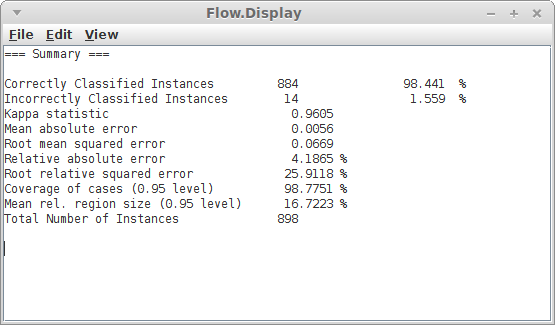 Flow.Display
File Edit View
=== Summary ===
Correctly Classified Instances 884 98.441 %
Incorrectly Classified Instances 14 1.559 %
Kappa statistic 0.9605
Mean absolute error 0.0056
Root mean squared error 0.0669
Relative absolute error 4.1865 %
Root relative squared error 25.9118 %
Coverage of cases (0.95 level) 98.7751 %
Mean rel. region size (0.95 level) 16.7223 %
Total Number of Instances 898